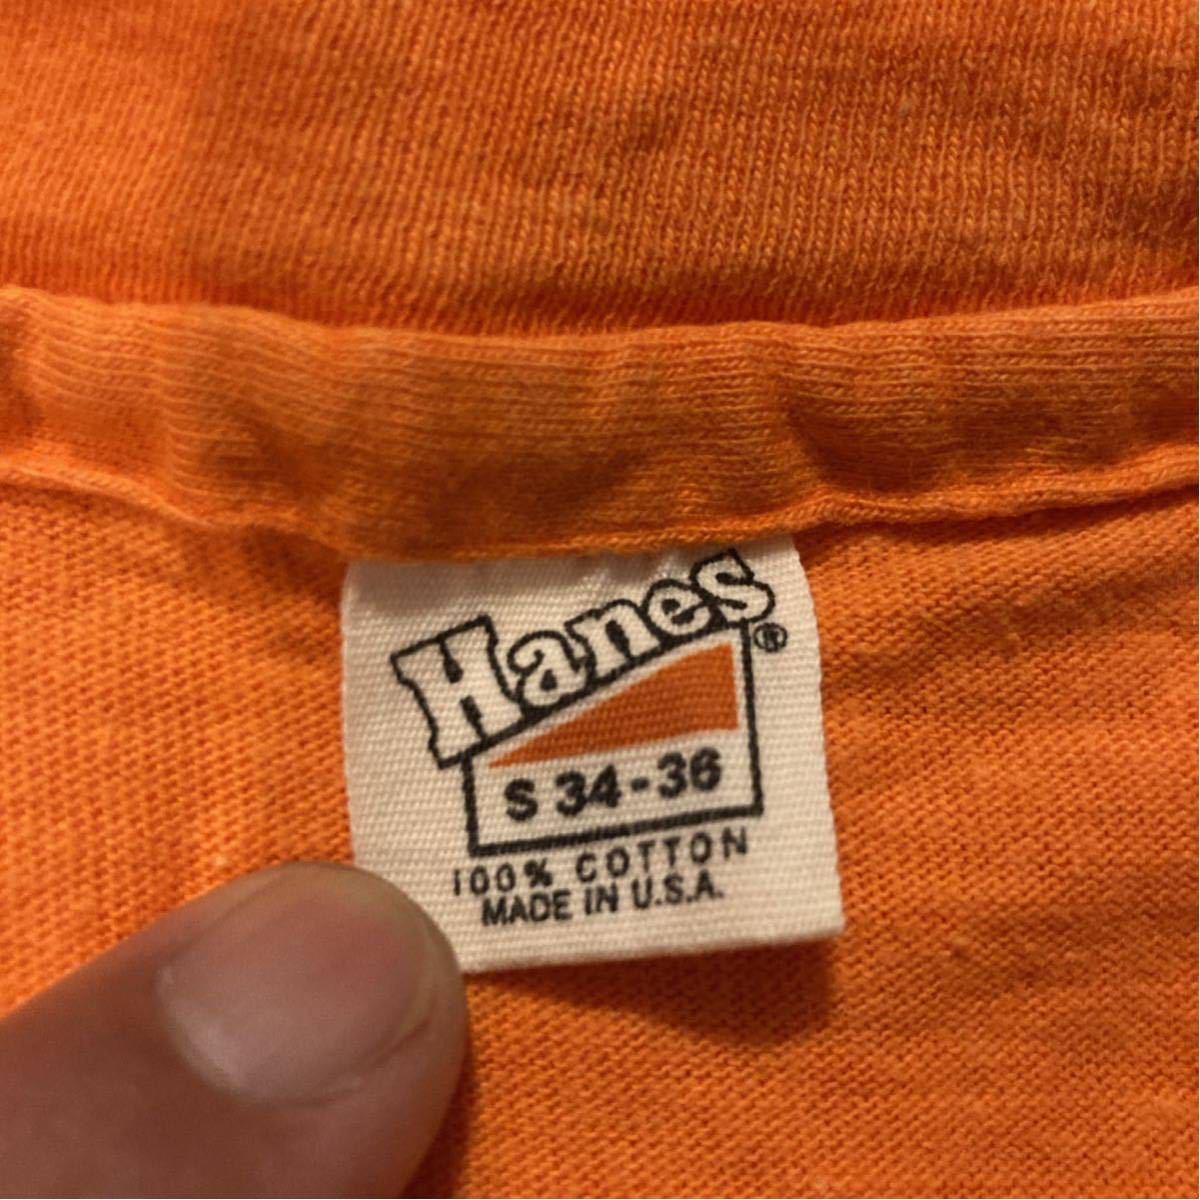 Hanes®
S 34-36
100% COTTON
MADE IN U.S.A.